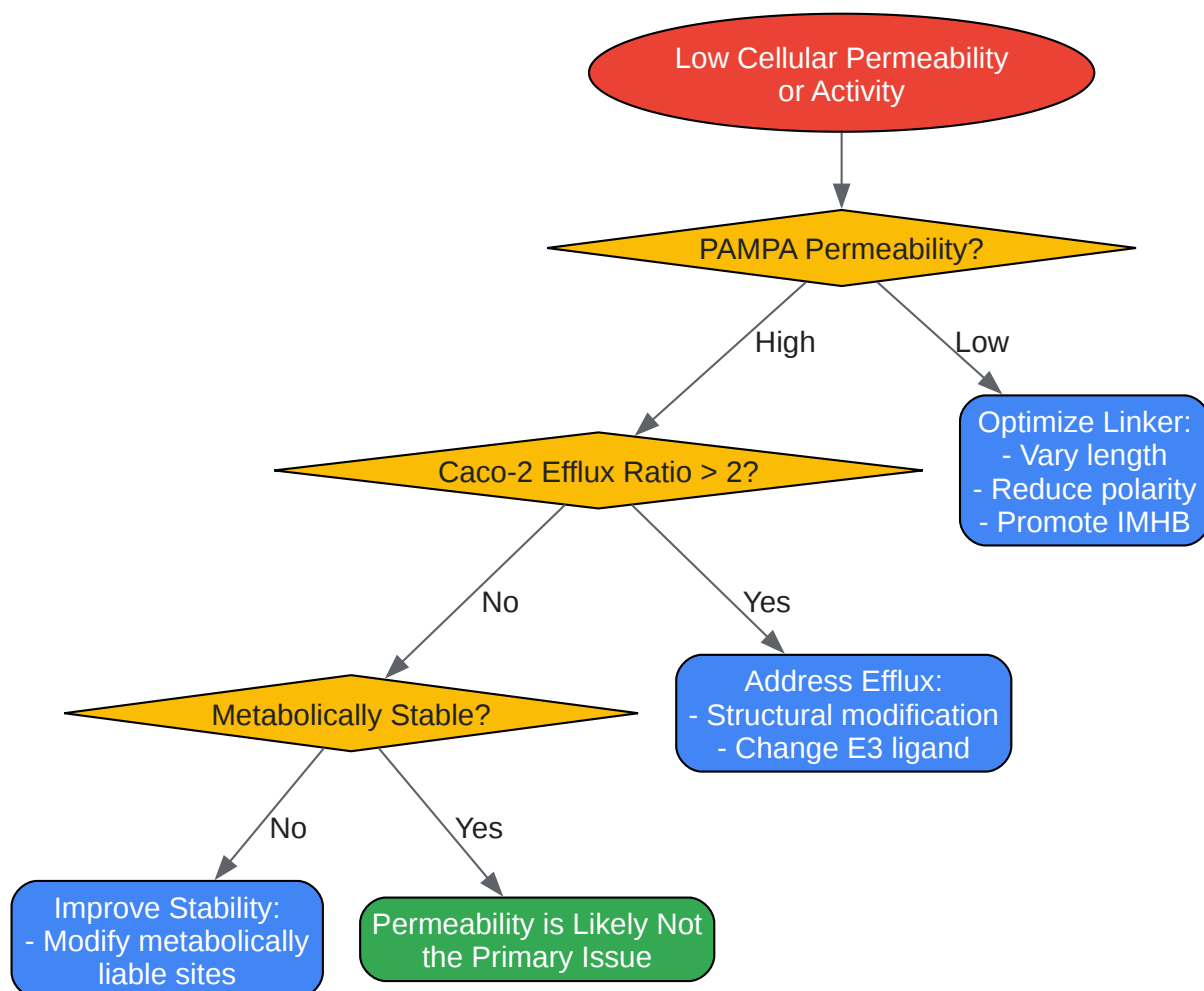 Low Cellular Permeability
or Activity
PAMPA Permeability?
High
Low
Optimize Linker:
- Vary length
- Reduce polarity
- Promote IMHB
Caco-2 Efflux Ratio > 2?
No
Yes
Address Efflux:
- Structural modification
- Change E3 ligand
Metabolically Stable?
No
Yes
Improve Stability:
- Modify metabolically
liable sites
Permeability is Likely Not
the Primary Issue